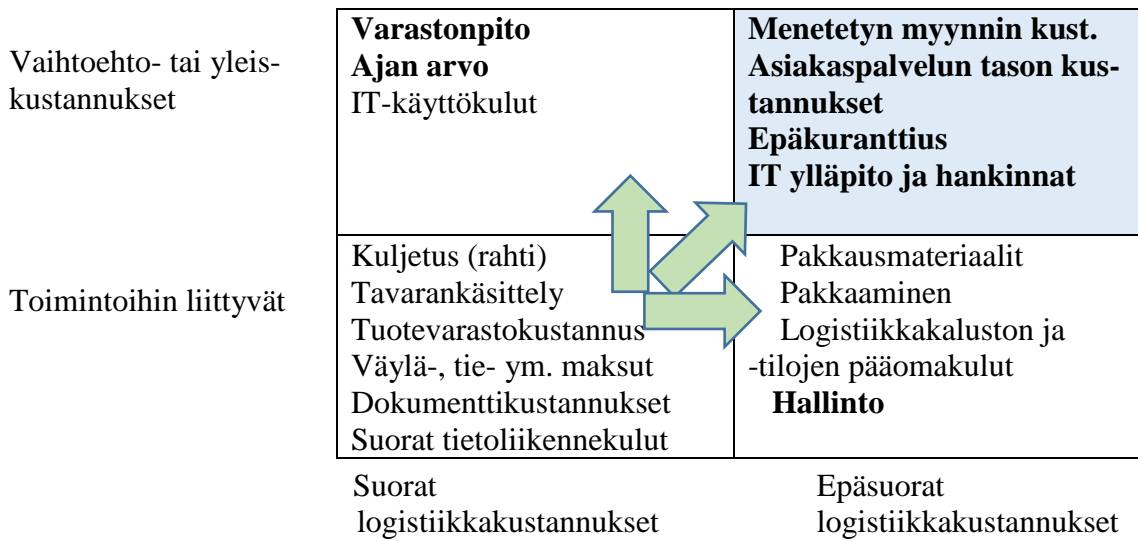 Vaihtoehto- tai yleis-
kustannukset
Varastonpito
Ajan arvo
IT-käyttökulut
Menetetyn myynnin kust.
Asiakaspalvelun tason kus-
tannukset
Epäkuranttius
IT ylläpito ja hankinnat
Toimintoihin liittyvät
Kuljetus (rahti)
Tavarankäsittely
Tuotevarastokustannus
Väylä-, tie- ym. maksut
Dokumenttikustannukset
Suorat tietoliikennekulut
Pakkausmateriaalit
Pakkaaminen
Logistiikkakaluston ja
-tilojen pääomakulut
Hallinto
Suorat
logistiikkakustannukset
Epäsuorat
logistiikkakustannukset